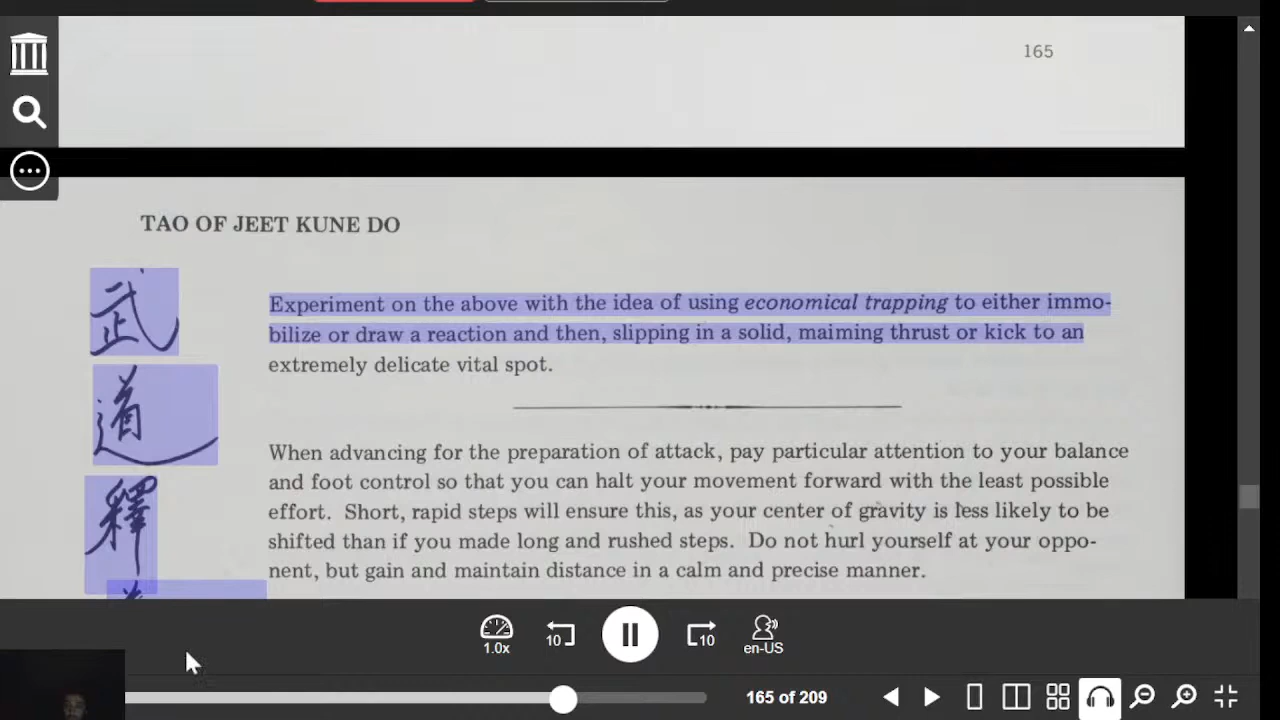 165
TAO OF JEET KUNE DO
武
道
釋
Experiment on the above with the idea of using economical trapping to either immo-
bilize or draw a reaction and then, slipping in a solid, maiming thrust or kick to an
extremely delicate vital spot.
When advancing for the preparation of attack, pay particular attention to your balance
and foot control so that you can halt your movement forward with the least possible
effort. Short, rapid steps will ensure this, as your center of gravity is less likely to be
shifted than if you made long and rushed steps. Do not hurl yourself at your oppo-
nent, but gain and maintain distance in a calm and precise manner.
1.0x
10
10
en-US
165 of 209